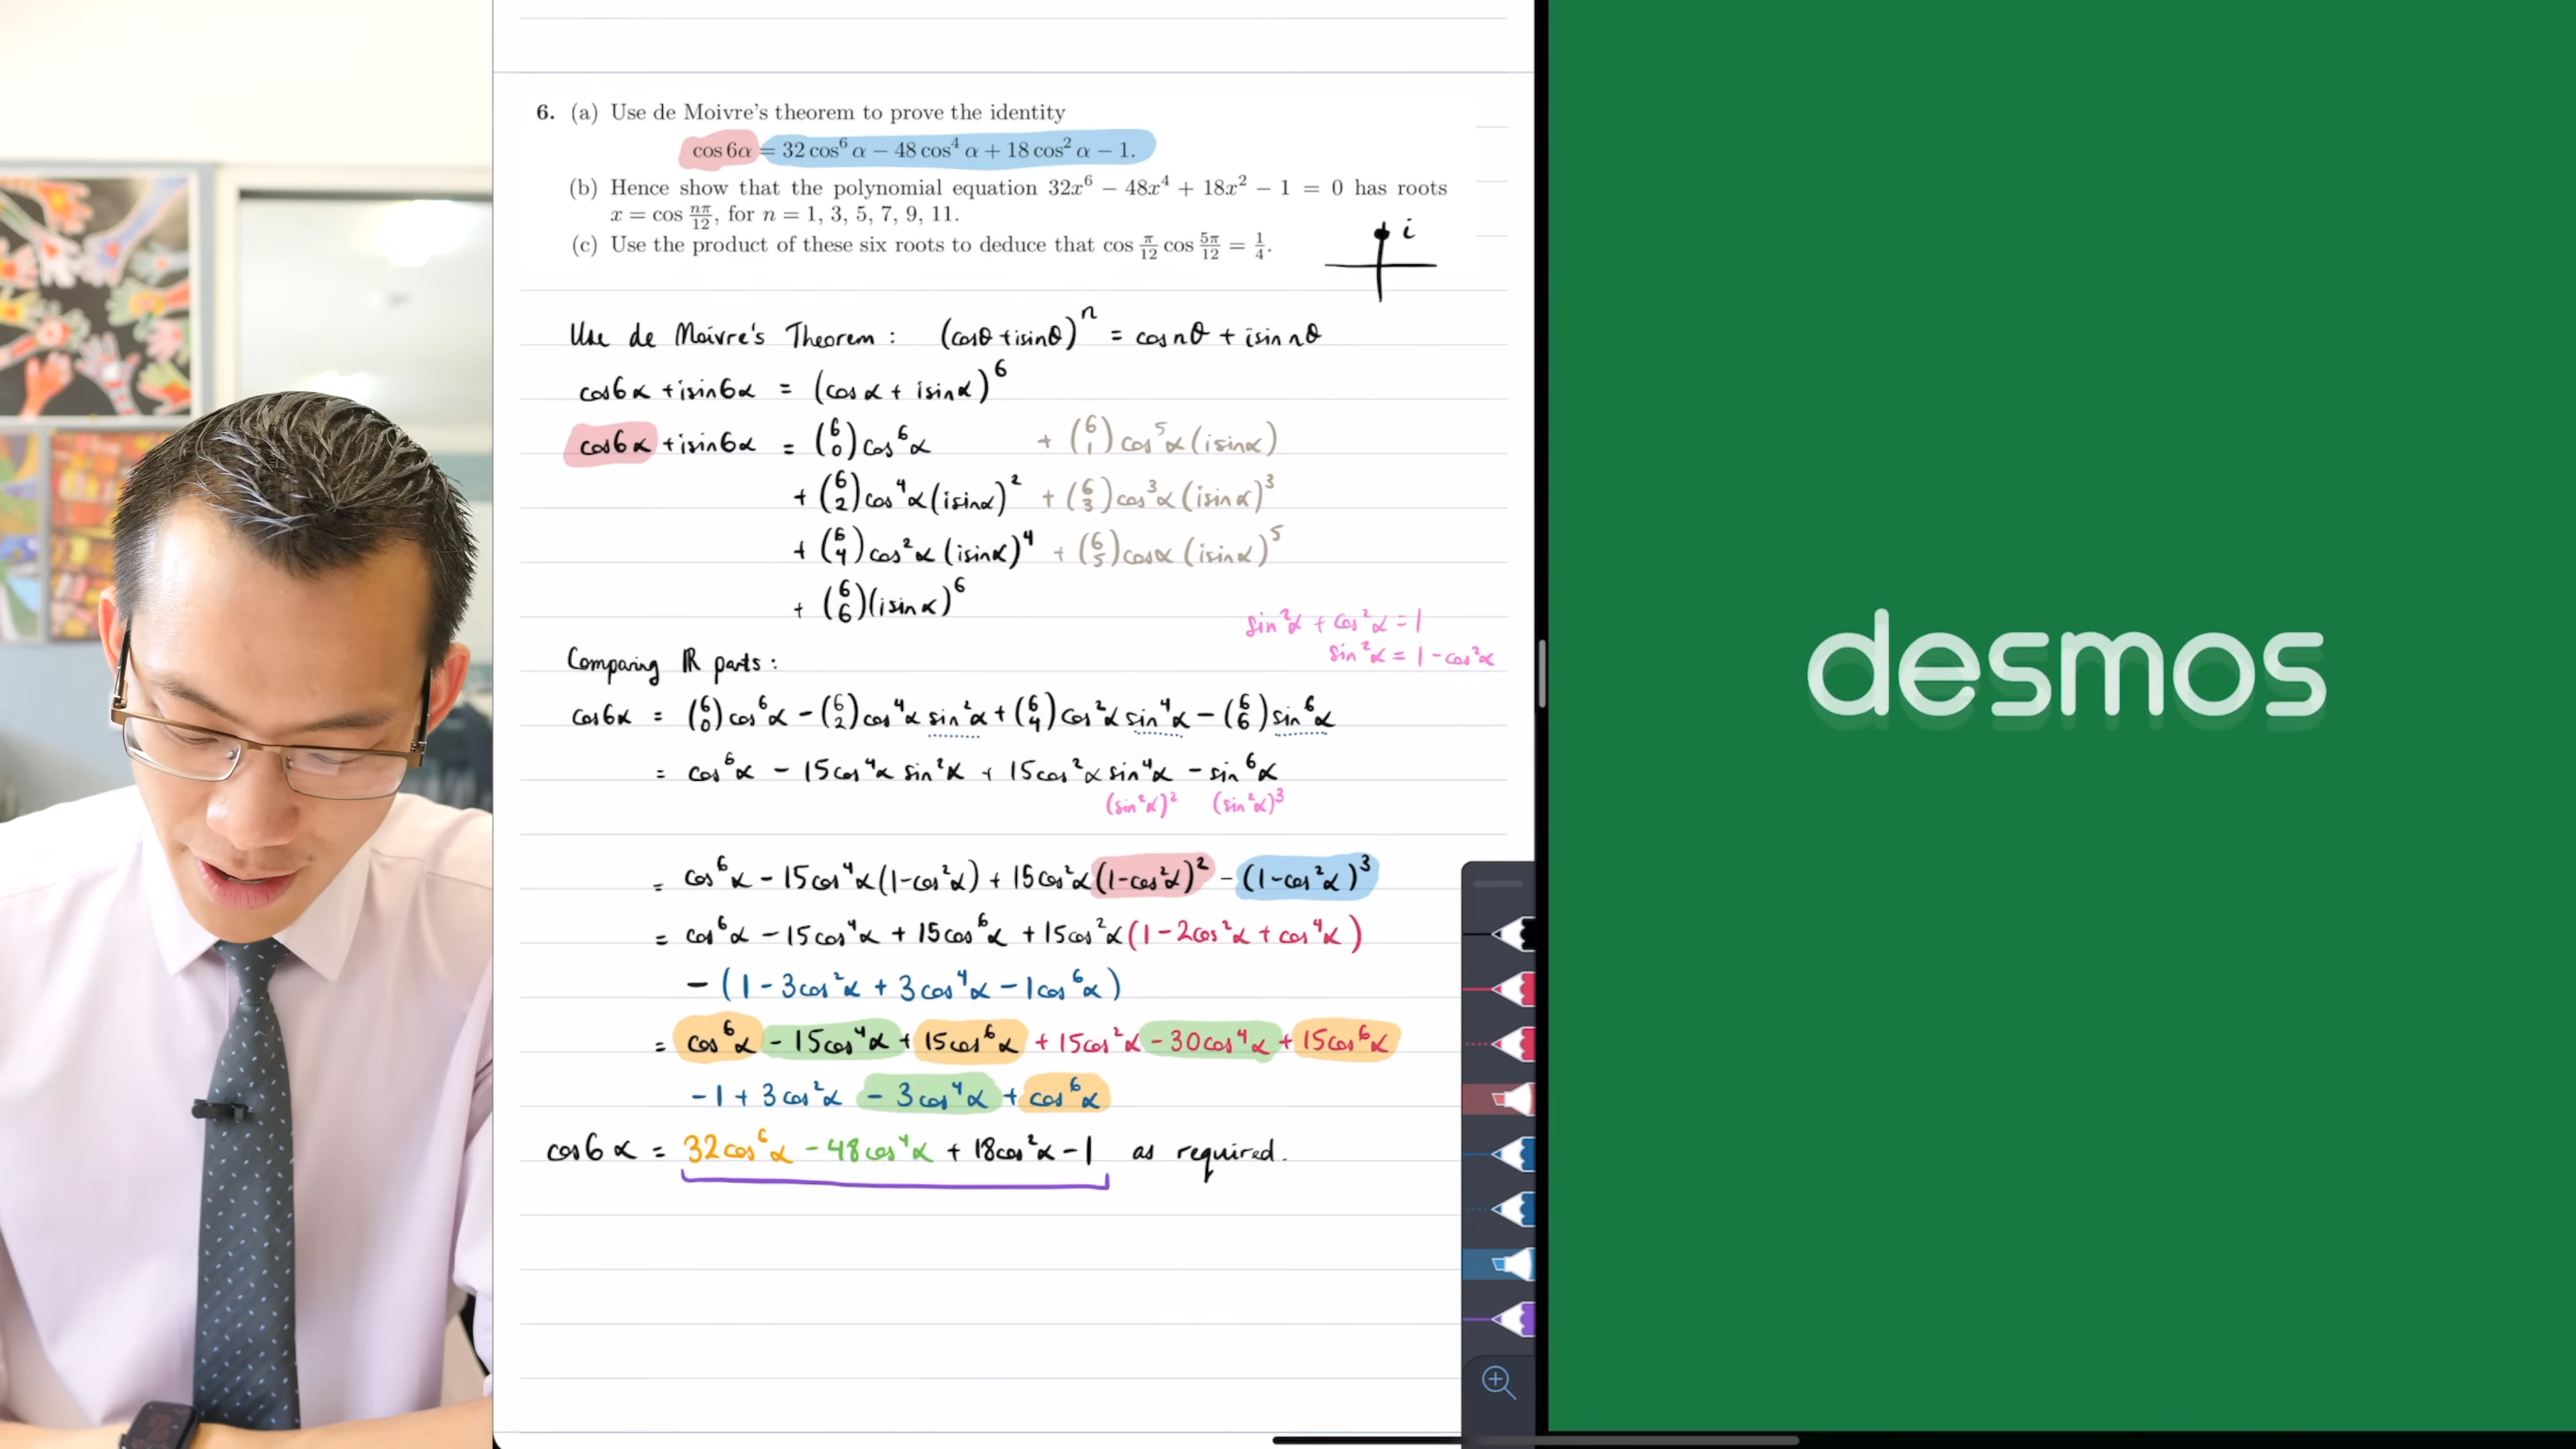 6. (a) Use de Moivre's theorem to prove the identity
cos 6α = 32 cos⁶ α − 48 cos⁴ α + 18 cos² α − 1.
(b) Hence show that the polynomial equation 32x⁶ − 48x⁴ + 18x² − 1 = 0 has roots
x = cos nπ/12, for n = 1, 3, 5, 7, 9, 11.
(c) Use the product of these six roots to deduce that cos π/12 cos 5π/12 = 1/4.
i
Use de Moivre's Theorem : (cosθ + isinθ)ⁿ = cos nθ + isin nθ
cos6α + isin6α = (cos α + isinα)⁶
cos6α + isin6α = (6 0) cos⁶α + (6 1) cos⁵α (isinα)
+ (6 2) cos⁴α (isinα)² + (6 3) cos³α (isinα)³
+ (6 4) cos²α (isinα)⁴ + (6 5) cosα (isinα)⁵
+ (6 6) (isinα)⁶
sin²α + cos²α = 1
sin²α = 1 - cos²α
Comparing ℝ parts :
cos6α = (6 0) cos⁶α - (6 2) cos⁴α sin²α + (6 4) cos²α sin⁴α - (6 6) sin⁶α
= cos⁶α - 15cos⁴α sin²α + 15cos²α sin⁴α - sin⁶α
(sin²α)² (sin²α)³
= cos⁶α - 15cos⁴α (1-cos²α) + 15cos²α (1-cos²α)² - (1-cos²α)³
= cos⁶α - 15cos⁴α + 15cos⁶α + 15cos²α (1 - 2cos²α + cos⁴α)
- (1 - 3cos²α + 3cos⁴α - 1cos⁶α)
= cos⁶α - 15cos⁴α + 15cos⁶α + 15cos²α - 30cos⁴α + 15cos⁶α
- 1 + 3cos²α - 3cos⁴α + cos⁶α
cos6α = 32cos⁶α - 48cos⁴α + 18cos²α - 1 as required.
desmos